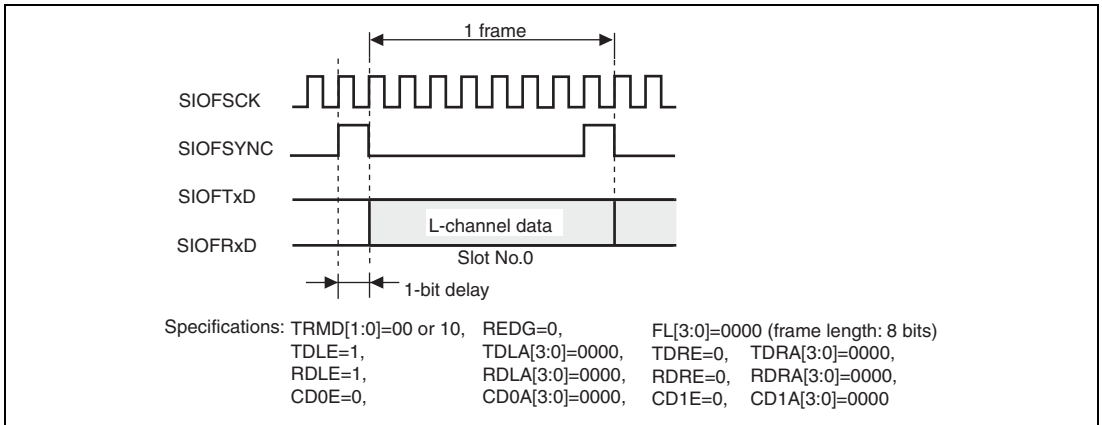 1 frame
SIOFSCK
SIOFSYNC
SIOFTxD
L-channel data
SIOFRxD
Slot No.0
1-bit delay
Specifications: TRMD[1:0]=00 or 10, REDG=0, FL[3:0]=0000 (frame length: 8 bits)
TDLE=1, TDLA[3:0]=0000, TDRE=0, TDRA[3:0]=0000,
RDLE=1, RDLA[3:0]=0000, RDRE=0, RDRA[3:0]=0000,
CD0E=0, CD0A[3:0]=0000, CD1E=0, CD1A[3:0]=0000